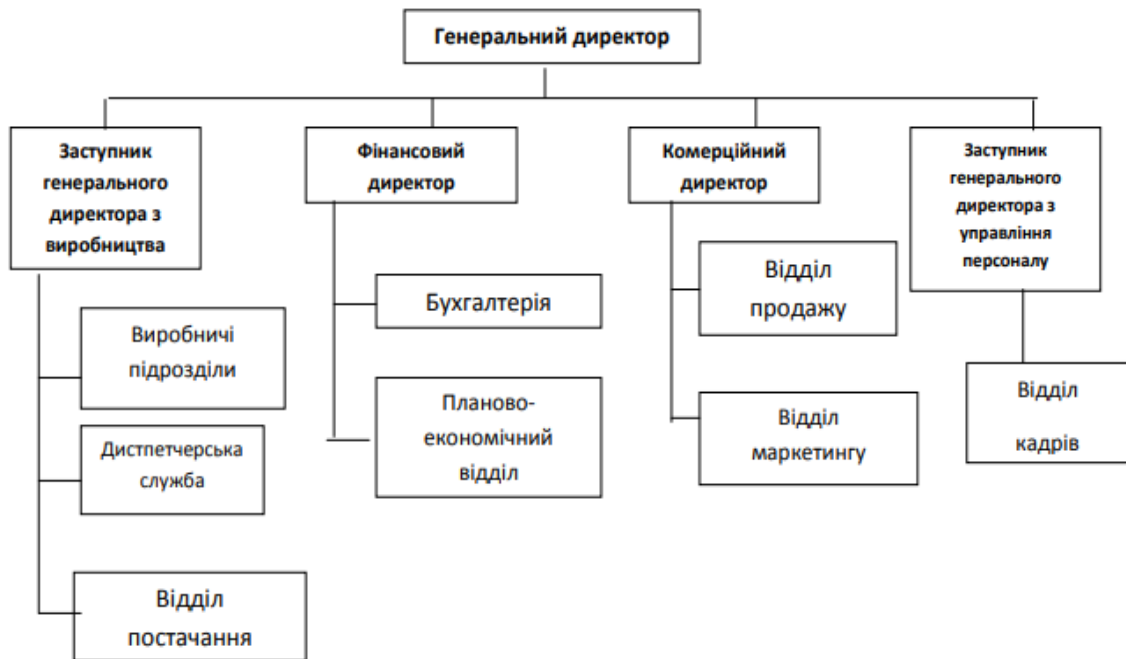 Генеральний директор
Заступник
генерального
директора з
виробництва
Фінансовий
директор
Комерційний
директор
Заступник
генерального
директора з
управління
персоналу
Виробничі
підрозділи
Дистпетчерська
служба
Відділ
постачання
Бухгалтерія
Планово-
економічний
відділ
Відділ
продажу
Відділ
маркетингу
Відділ
кадрів